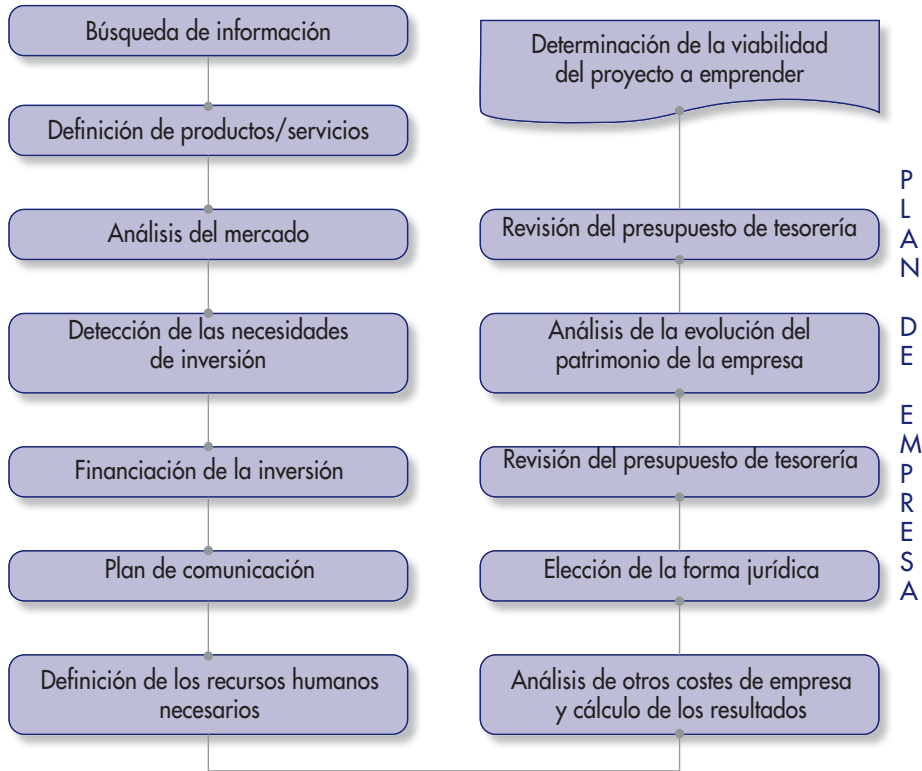 Búsqueda de información
Definición de productos/servicios
Análisis del mercado
Detección de las necesidades
de inversión
Financiación de la inversión
Plan de comunicación
Definición de los recursos humanos
necesarios
Determinación de la viabilidad
del proyecto a emprender
Revisión del presupuesto de tesorería
Análisis de la evolución del
patrimonio de la empresa
Revisión del presupuesto de tesorería
Elección de la forma jurídica
Análisis de otros costes de empresa
y cálculo de los resultados
PLAN DE EMPRESA